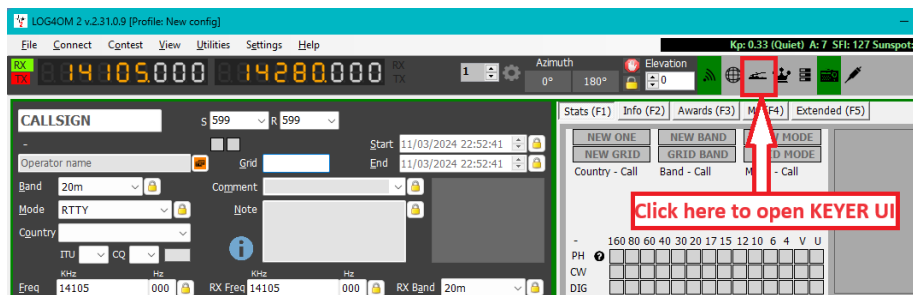 LOG4OM 2 v.2.31.0.9 [Profile: New config]
File Connect Contest View Utilities Settings Help
Kp: 0.33 (Quiet) A: 7 SFI: 127 Sunspot:
RX 14105000 14280000 RX 1 Azimuth Elevation
TX TX 0° 180° 0
CALLSIGN S 599 R 599
Stats (F1) Info (F2) Awards (F3) Extended (F5)
- Start 11/03/2024 22:52:41
NEW ONE NEW BAND MODE
Operator name Grid End 11/03/2024 22:52:41
NEW GRID GRID BAND MODE
Country - Call Band - Call - Call
Band 20m Comment
Mode RTTY Note
Click here to open KEYER UI
Country
ITU CQ
- 160 80 60 40 30 20 17 15 12 10 6 4 V U
PH
CW
DIG
KHz Hz KHz Hz
Freq 14105 000 RX Freq 14105 000 RX Band 20m